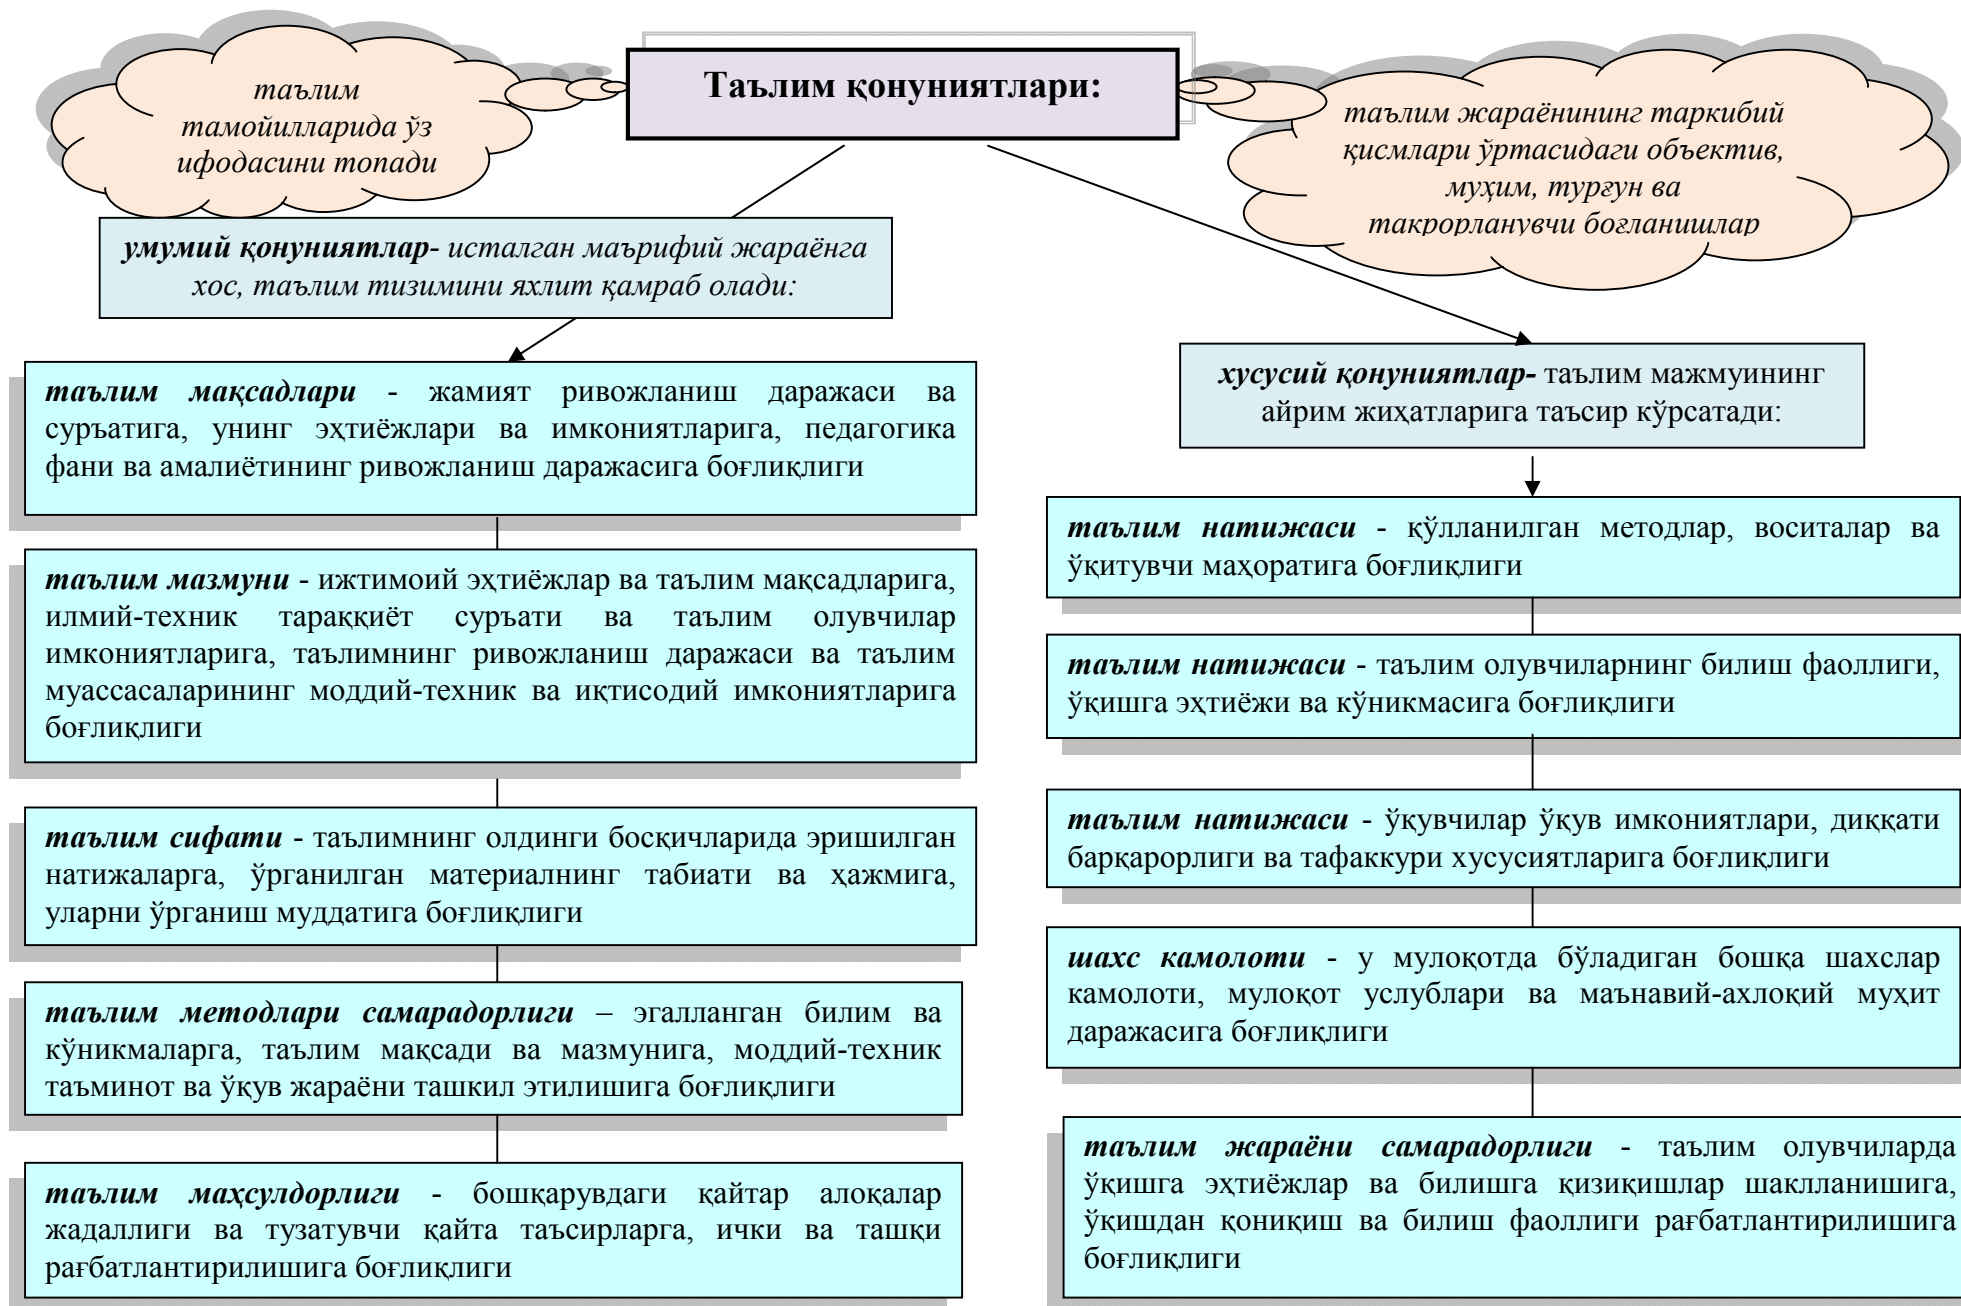 Таълим қонуниятлари:
таълим
тамойилларида ўз
ифодасини топади
таълим жараёнининг таркибий
қисмлари ўртасидаги объектив,
муҳим, турғун ва
такрорланувчи боғланишлар
умумий қонуниятлар- исталган маърифий жараёнга
хос, таълим тизимини яхлит қамраб олади:
таълим мақсадлари - жамият ривожланиш даражаси ва
суръатига, унинг эҳтиёжлари ва имкониятларига, педагогика
фани ва амалиётининг ривожланиш даражасига боғлиқлиги
таълим мазмуни - ижтимоий эҳтиёжлар ва таълим мақсадларига,
илмий-техник тараққиёт суръати ва таълим олувчилар
имкониятларига, таълимнинг ривожланиш даражаси ва таълим
муассасаларининг моддий-техник ва иқтисодий имкониятларига
боғлиқлиги
таълим сифати - таълимнинг олдинги босқичларида эришилган
натижаларга, ўрганилган материалнинг табиати ва ҳажмига,
уларни ўрганиш муддатига боғлиқлиги
таълим методлари самарадорлиги – эгалланган билим ва
кўникмаларга, таълим мақсади ва мазмунига, моддий-техник
таъминот ва ўқув жараёни ташкил этилишига боғлиқлиги
таълим маҳсулдорлиги - бошқарувдаги қайтар алоқалар
жадаллиги ва тузатувчи қайта таъсирларга, ички ва ташқи
рағбатлантирилишига боғлиқлиги
хусусий қонуниятлар- таълим мажмуининг
айрим жиҳатларига таъсир кўрсатади:
таълим натижаси - қўлланилган методлар, воситалар ва
ўқитувчи маҳоратига боғлиқлиги
таълим натижаси - таълим олувчиларнинг билиш фаоллиги,
ўқишга эҳтиёжи ва кўникмасига боғлиқлиги
таълим натижаси - ўқувчилар ўқув имкониятлари, диққати
барқарорлиги ва тафаккури хусусиятларига боғлиқлиги
шахс камолоти - у мулоқотда бўладиган бошқа шахслар
камолоти, мулоқот услублари ва маънавий-ахлоқий муҳит
даражасига боғлиқлиги
таълим жараёни самарадорлиги - таълим олувчиларда
ўқишга эҳтиёжлар ва билишга қизиқишлар шаклланишига,
ўқишдан қониқиш ва билиш фаоллиги рағбатлантирилишига
боғлиқлиги